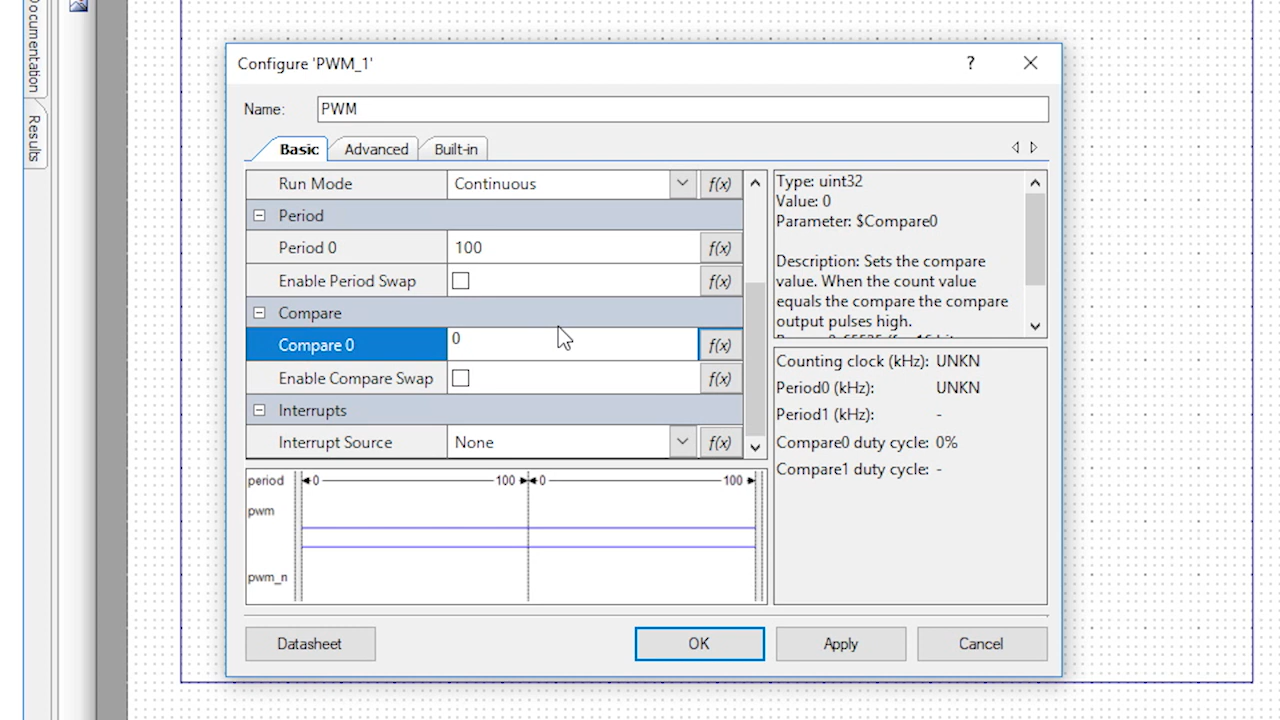 Documentation
Results
Configure 'PWM_1'
?
Name: PWM
Basic Advanced Built-in
Run Mode Continuous f(x)
Period
Period 0 100 f(x)
Enable Period Swap f(x)
Compare
Compare 0 0 f(x)
Enable Compare Swap f(x)
Interrupts
Interrupt Source None f(x)
Type: uint32
Value: 0
Parameter: $Compare0
Description: Sets the compare
value. When the count value
equals the compare the compare
output pulses high.
Counting clock (kHz): UNKN
Period0 (kHz): UNKN
Period1 (kHz): -
Compare0 duty cycle: 0%
Compare1 duty cycle: -
period 0 100 0 100
pwm
pwm_n
Datasheet OK Apply Cancel